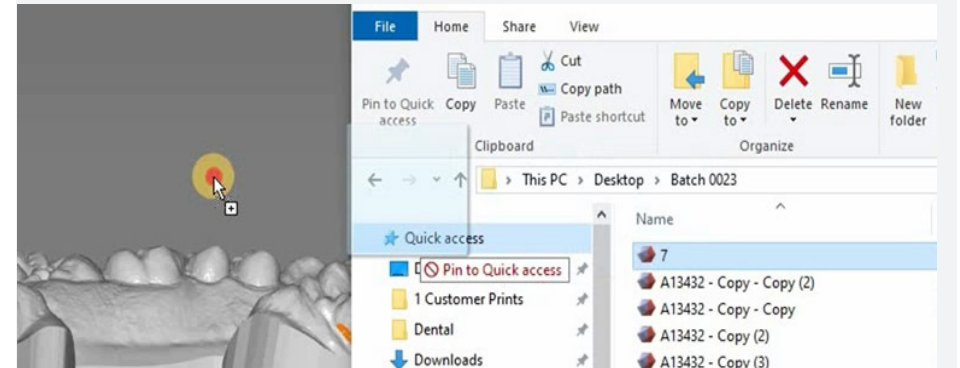 File Home Share View
Pin to Quick access
Copy
Paste
Cut
Copy path
Paste shortcut
Move to
Copy to
Delete
Rename
New folder
Clipboard
Organize
This PC > Desktop > Batch 0023
Name
Quick access
Pin to Quick access
1 Customer Prints
Dental
Downloads
7
A13432 - Copy - Copy (2)
A13432 - Copy - Copy
A13432 - Copy (2)
A13432 - Copy (3)